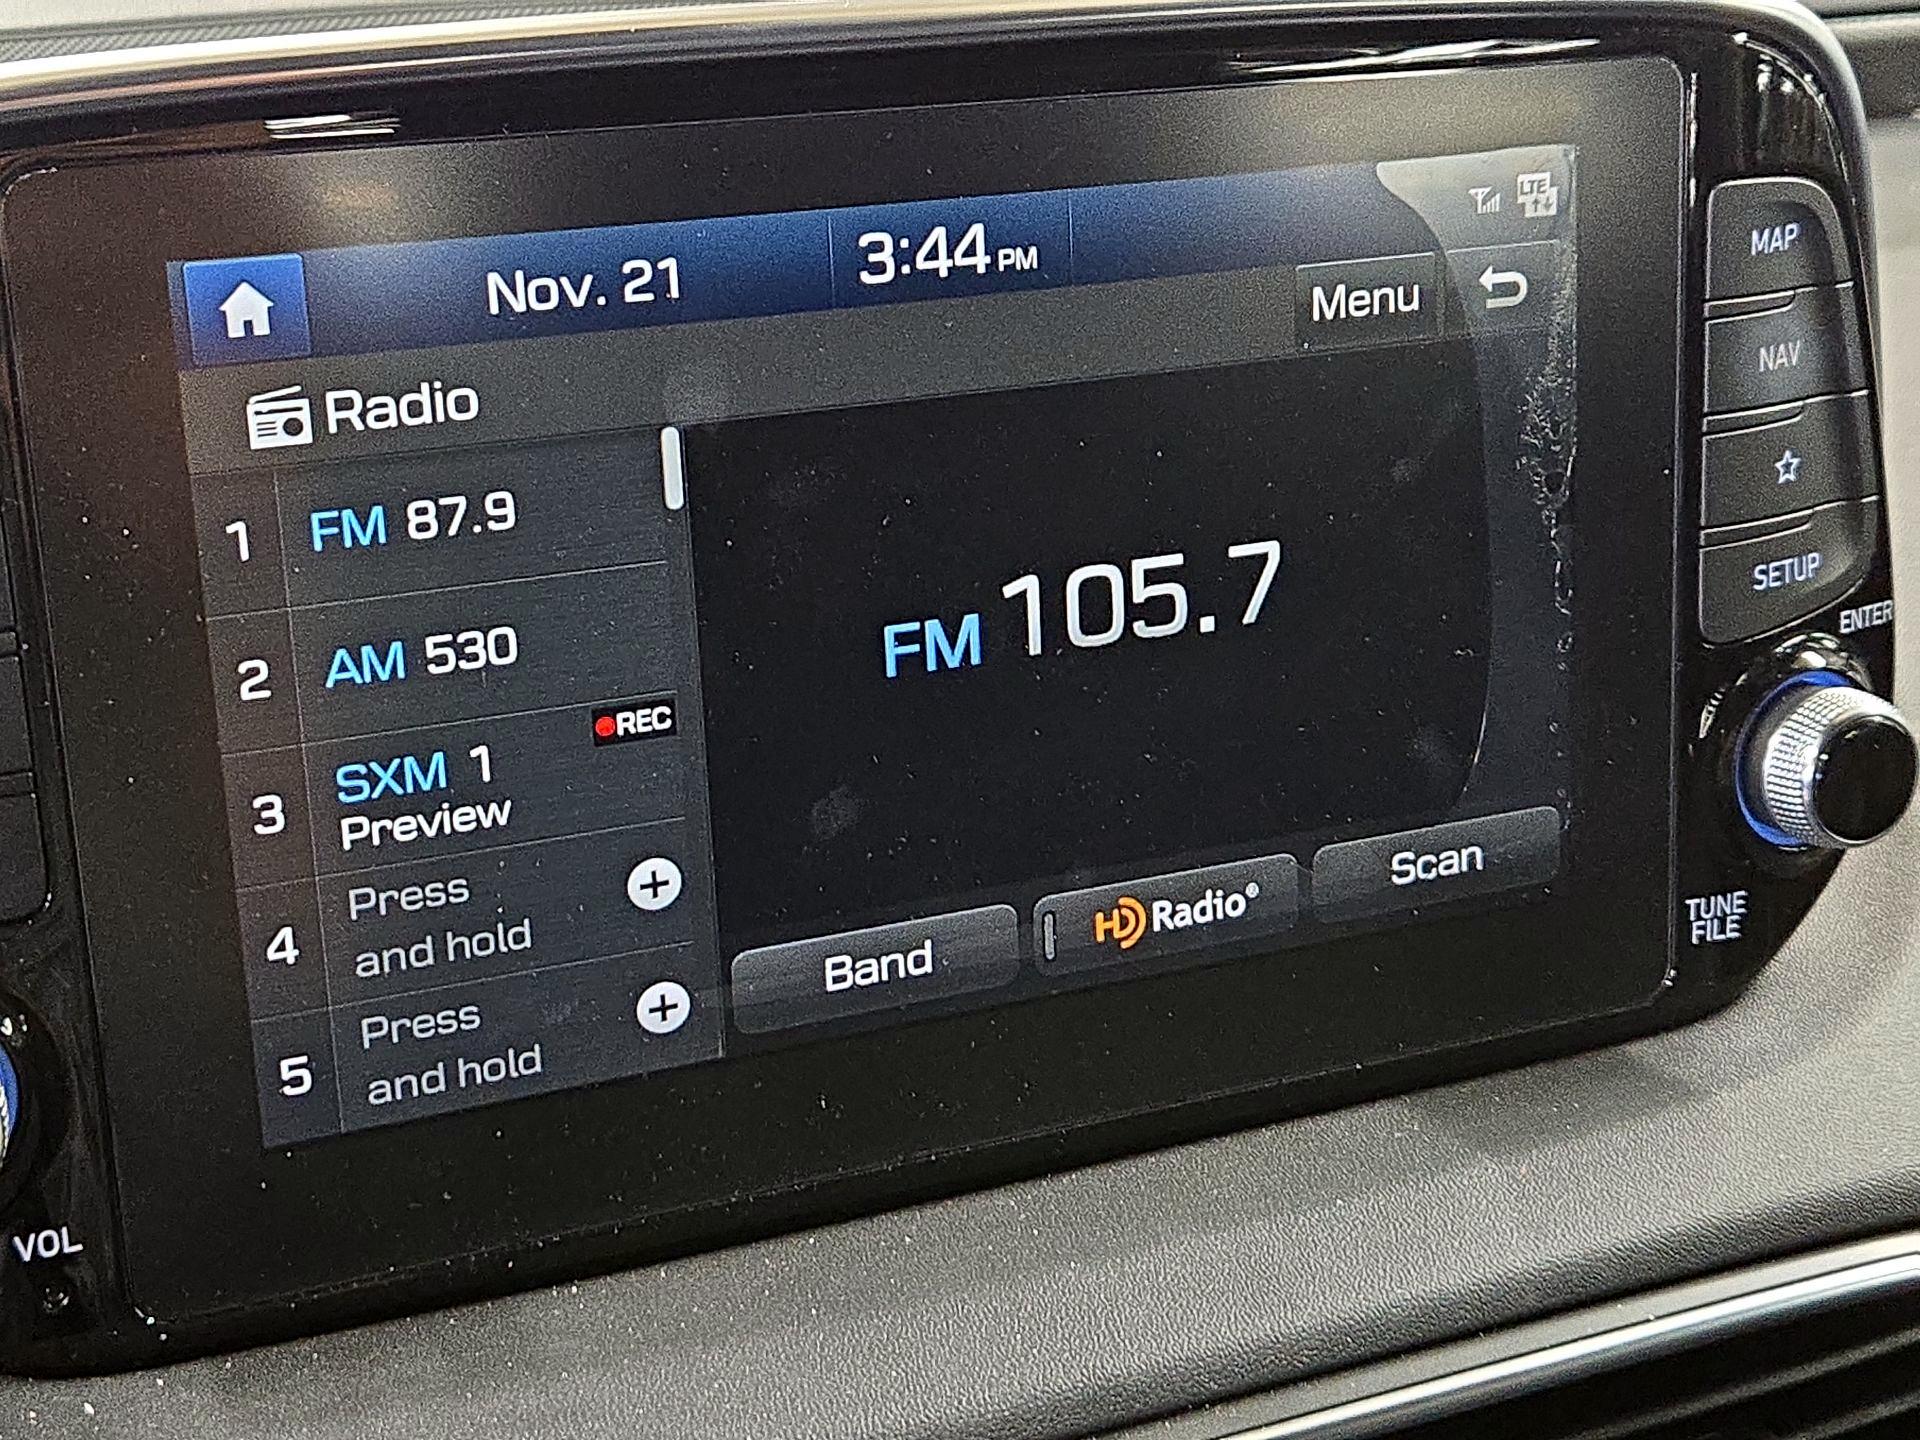 LTE
Nov. 21
3:44 PM
Menu
Radio
1 FM 87.9
2 AM 530
REC
3 SXM 1
Preview
4 Press
and hold
5 Press
and hold
FM 105.7
Band
HD Radio®
Scan
MAP
NAV
SETUP
ENTER
TUNE
FILE
VOL